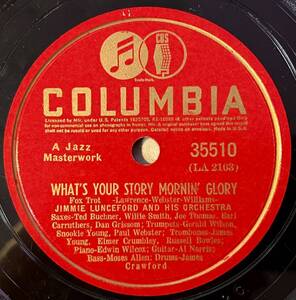 CBS
COLUMBIA
A Jazz
Masterwork
35510
(LA 2163)
WHAT'S YOUR STORY MORNIN' GLORY
Fox Trot -Lawrence-Webster-Williams-
JIMMIE LUNCEFORD AND HIS ORCHESTRA
Saxes-Ted Buchner, Willie Smith, Joe Thomas, Earl
Carruthers, Dan Grissom; Trumpets-Gerald Wilson,
Snookie Young, Paul Webster; Trombones-James
Young, Elmer Crumbley, Russell Bowles;
Piano-Edwin Wilcox; Guitar-Al Norris;
Bass-Moses Allen; Drums-James
Crawford